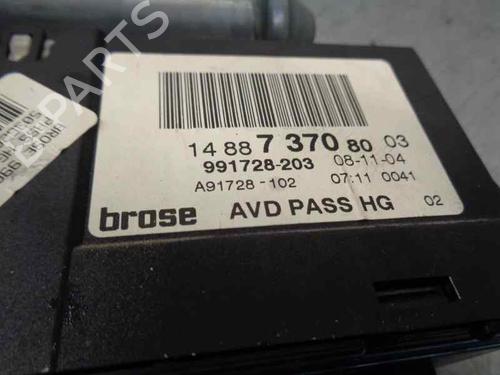 14 88 7 370 80 03
991728-203 08-11-04
A91728-102 07:11 0041
brose AVD PASS HG 02